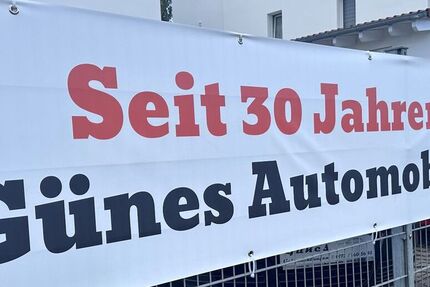 Seit 30 Jahren
Günes Automob